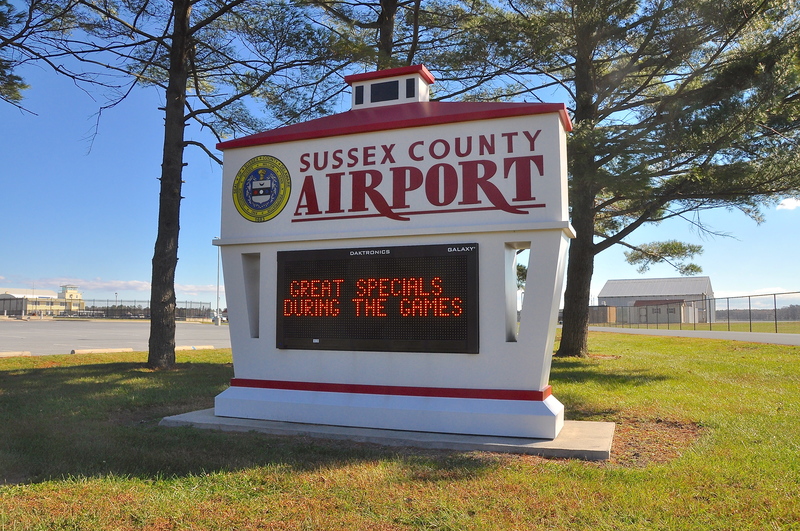 SUSSEX COUNTY
AIRPORT
DAKTRONICS GALAXY
GREAT SPECIALS
DURING THE GAMES